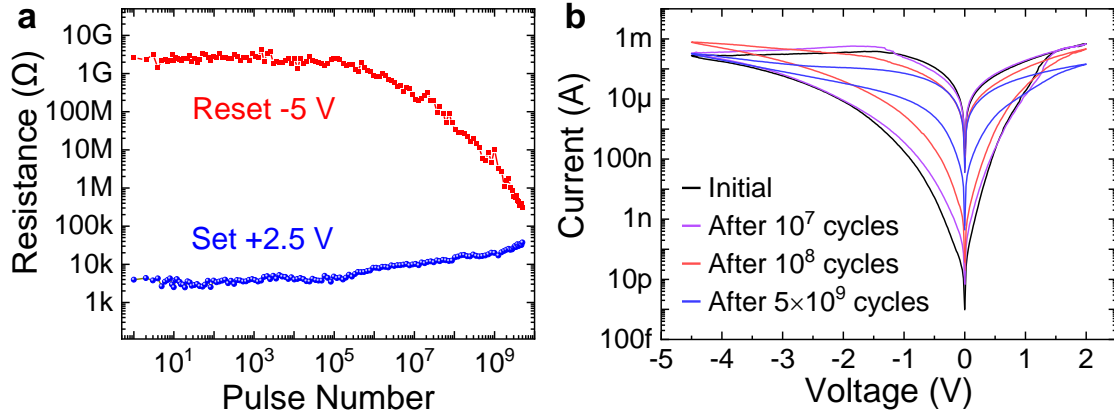 a
Resistance (Ω)
10G
1G
100M
10M
1M
100k
10k
1k
Reset -5 V
Set +2.5 V
10¹ 10³ 10⁵ 10⁷ 10⁹
Pulse Number
b
Current (A)
1m
10µ
100n
1n
10p
100f
Initial
After 10⁷ cycles
After 10⁸ cycles
After 5×10⁹ cycles
-5 -4 -3 -2 -1 0 1 2
Voltage (V)